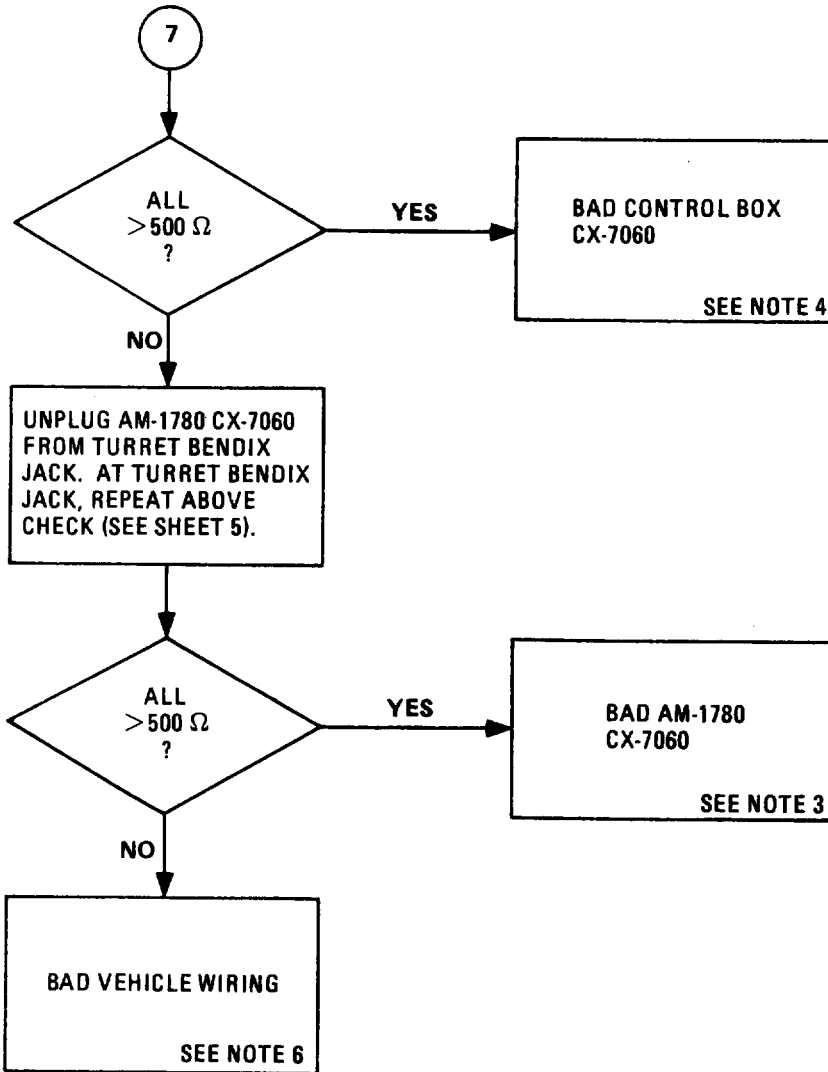 7
ALL
>500 Ω
?
YES
BAD CONTROL BOX
CX-7060
SEE NOTE 4
NO
UNPLUG AM-1780 CX-7060
FROM TURRET BENDIX
JACK. AT TURRET BENDIX
JACK, REPEAT ABOVE
CHECK (SEE SHEET 5).
ALL
>500 Ω
?
YES
BAD AM-1780
CX-7060
SEE NOTE 3
NO
BAD VEHICLE WIRING
SEE NOTE 6